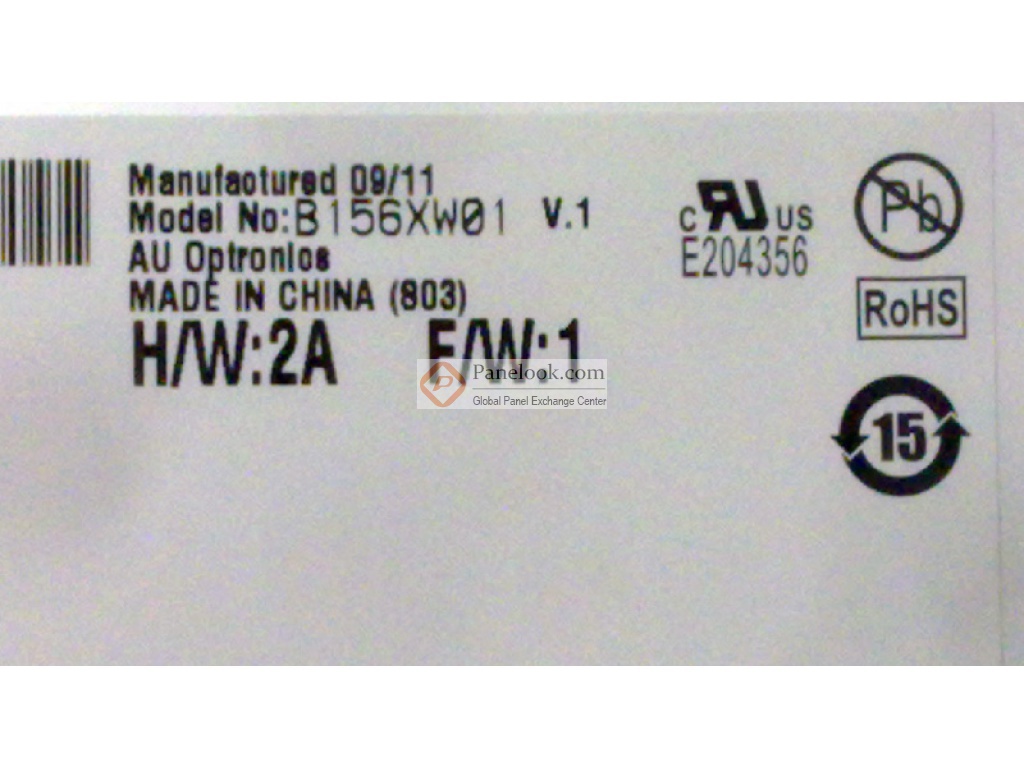 Manufactured 09/11
Model No:B156XW01 V.1
AU Optronics
MADE IN CHINA (803)
H/W:2A F/W:1
c RU US
E204356
Pb
RoHS
15
Panelook.com
Global Panel Exchange Center